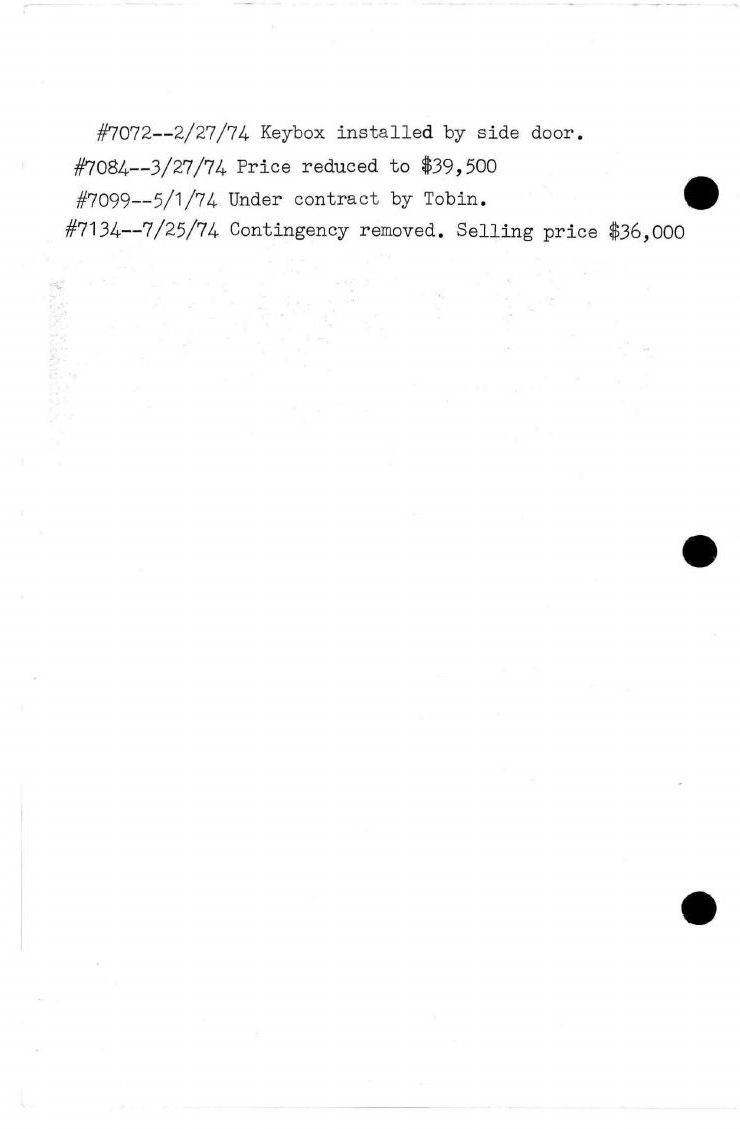 #7072--2/27/74 Keybox installed by side door.
#7084--3/27/74 Price reduced to $39,500
#7099--5/1/74 Under contract by Tobin.
#7134--7/25/74 Contingency removed. Selling price $36,000